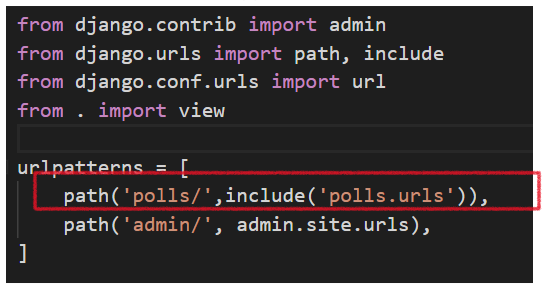 from django.contrib import admin
from django.urls import path, include
from django.conf.urls import url
from . import view
urlpatterns = [
path('polls/',include('polls.urls')),
path('admin/', admin.site.urls),
]